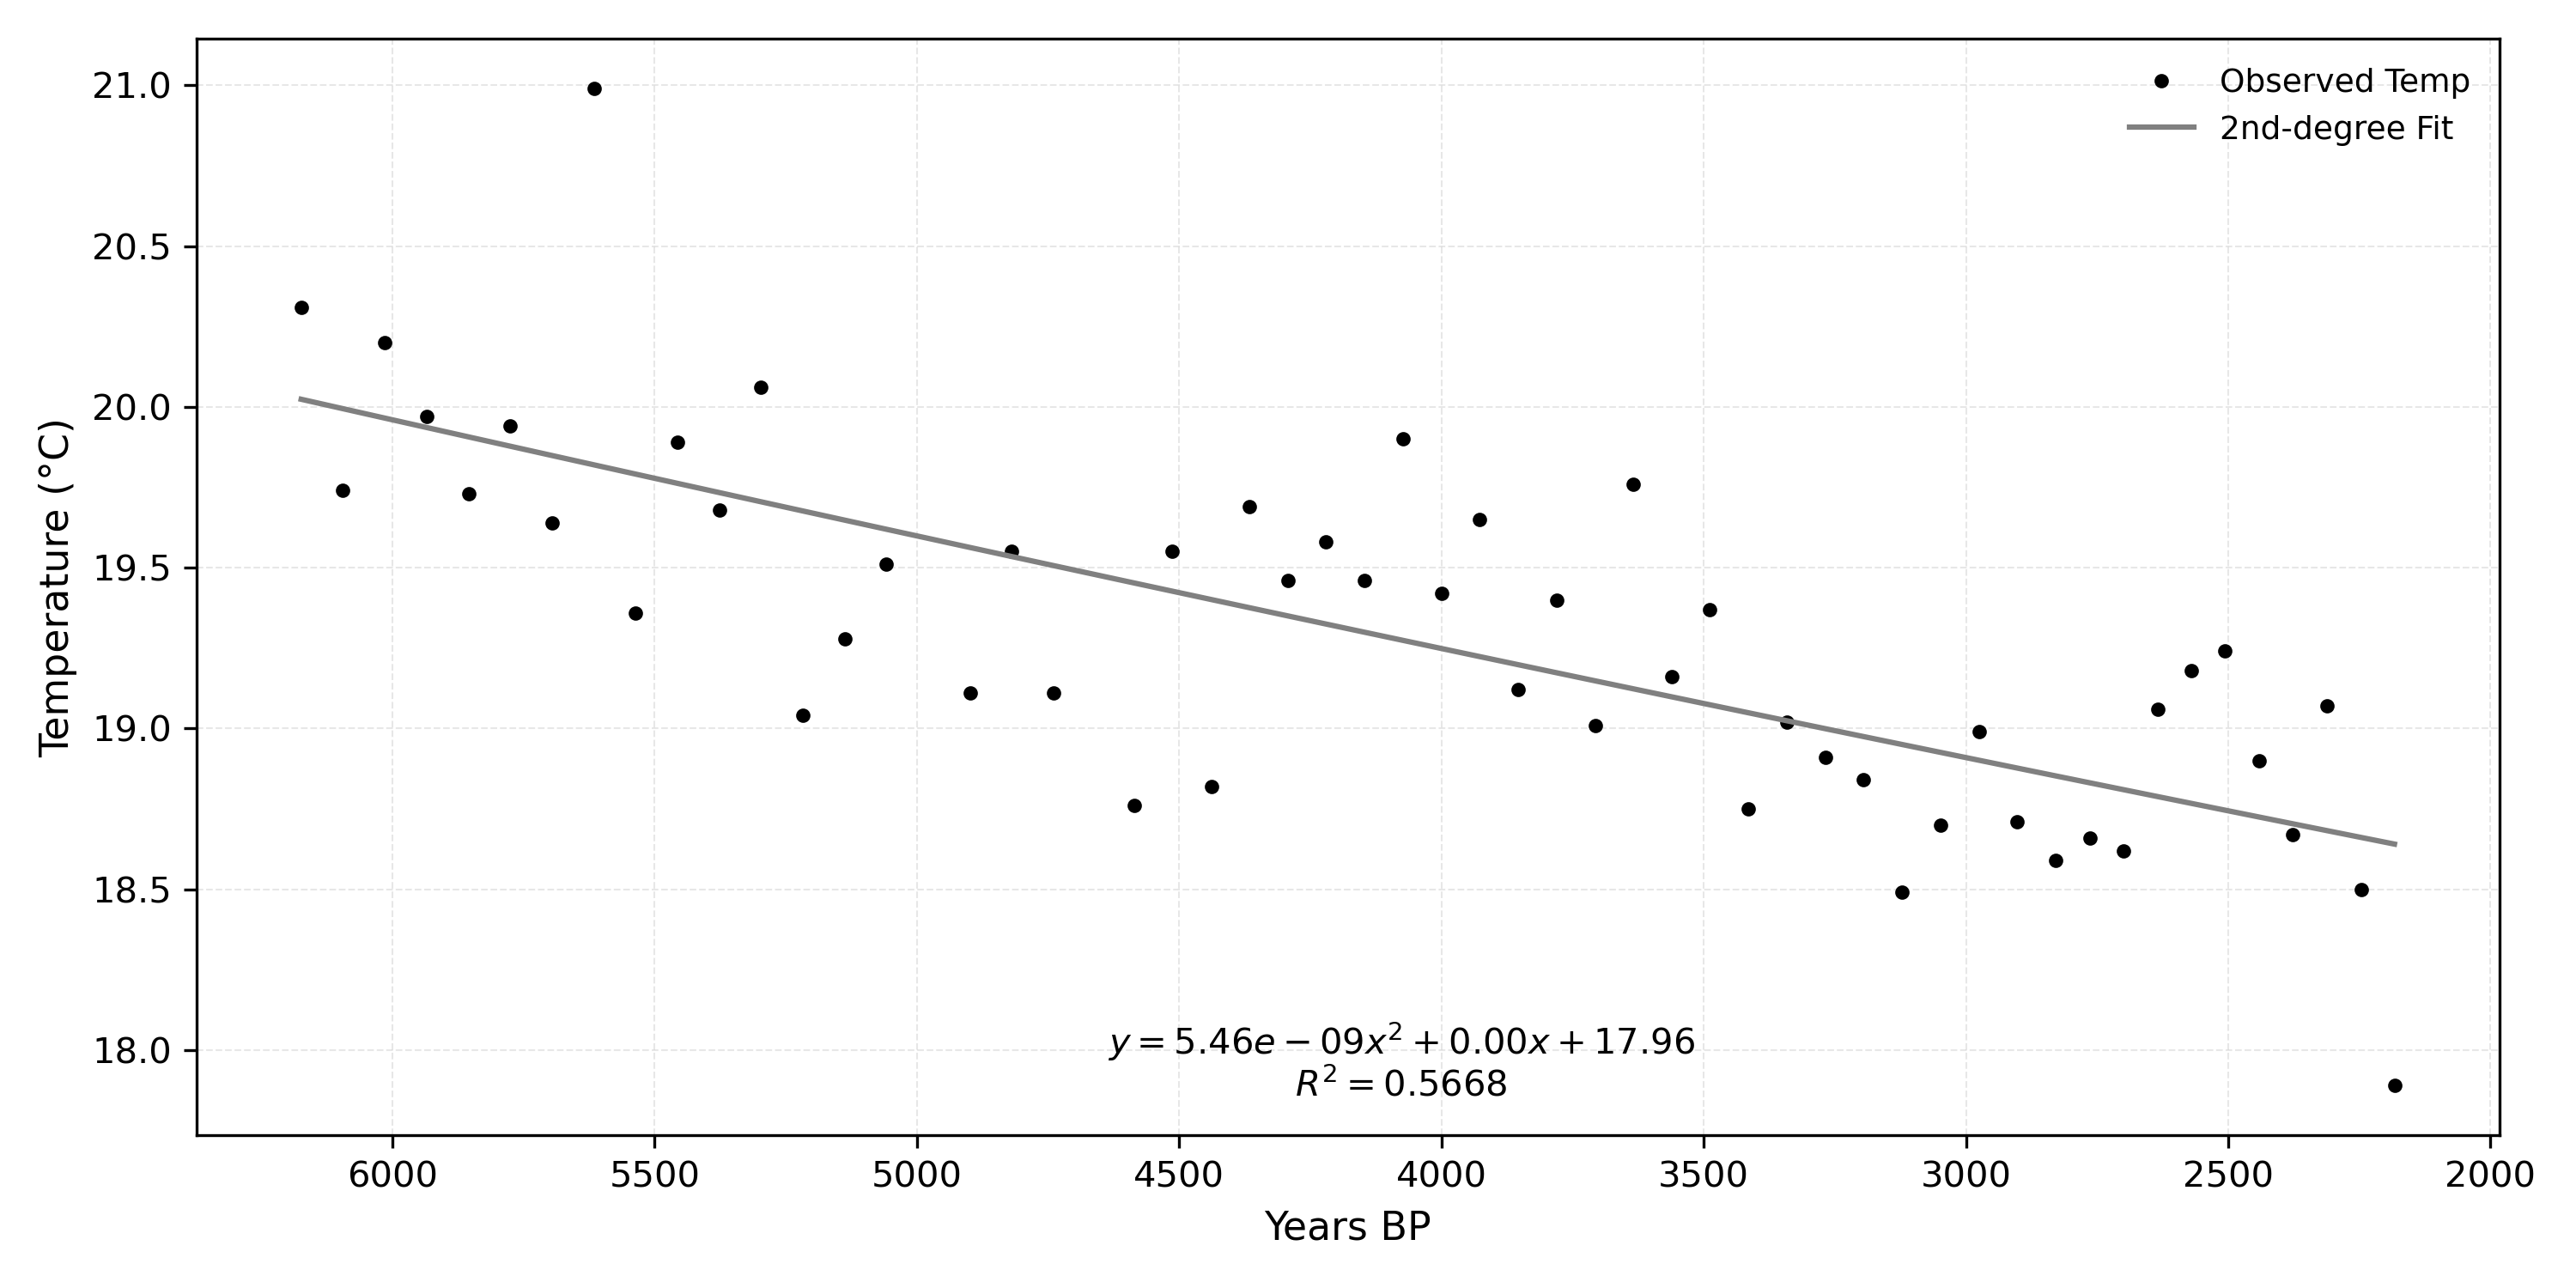 21.0
20.5
20.0
19.5
19.0
18.5
18.0
Temperature (°C)
Observed Temp
2nd-degree Fit
y = 5.46e − 09x² + 0.00x + 17.96
R² = 0.5668
6000 5500 5000 4500 4000 3500 3000 2500 2000
Years BP